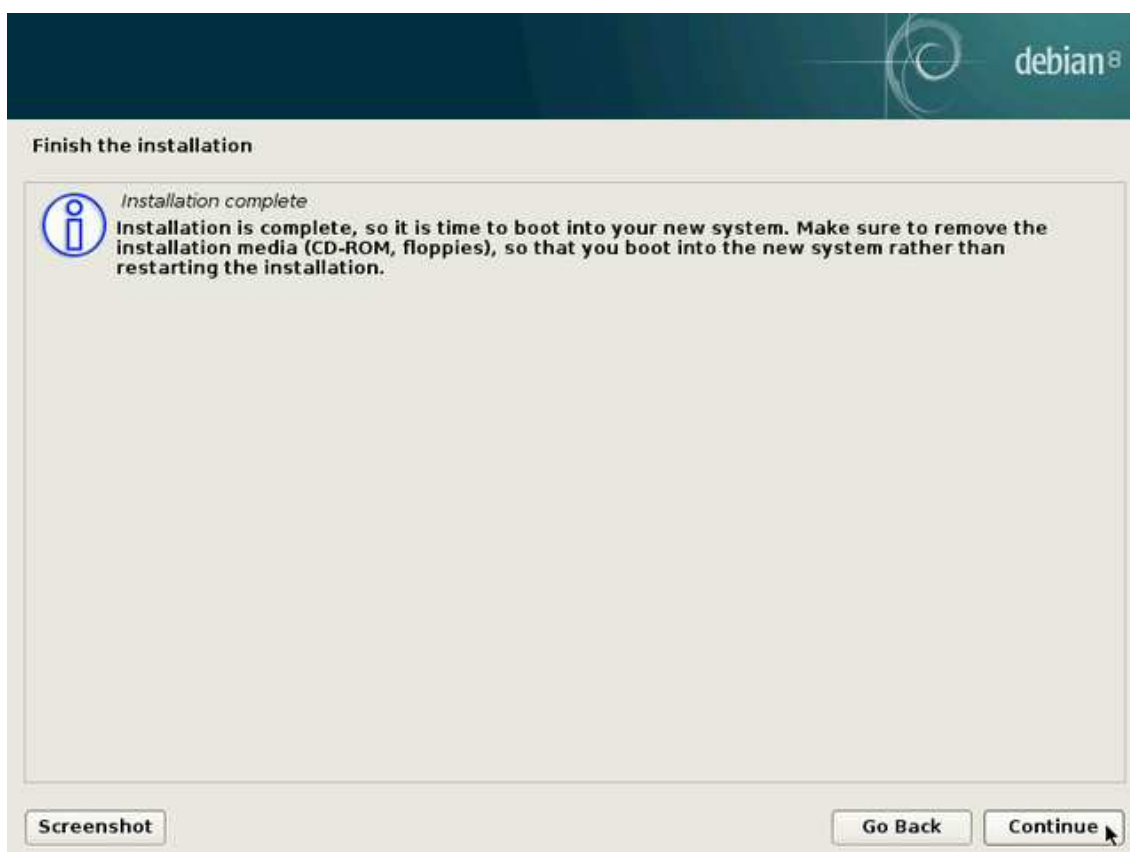 debian 8
Finish the installation
Installation complete
Installation is complete, so it is time to boot into your new system. Make sure to remove the
installation media (CD-ROM, floppies), so that you boot into the new system rather than
restarting the installation.
Screenshot
Go Back
Continue